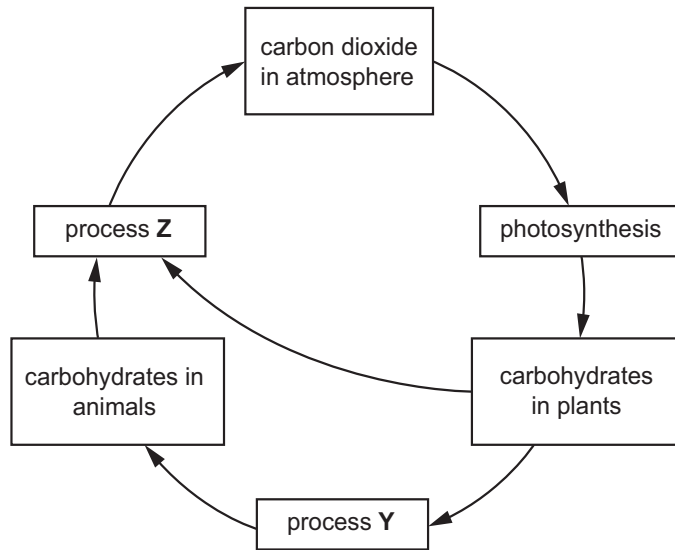 carbon dioxide
in atmosphere
process Z
photosynthesis
carbohydrates in
animals
carbohydrates
in plants
process Y